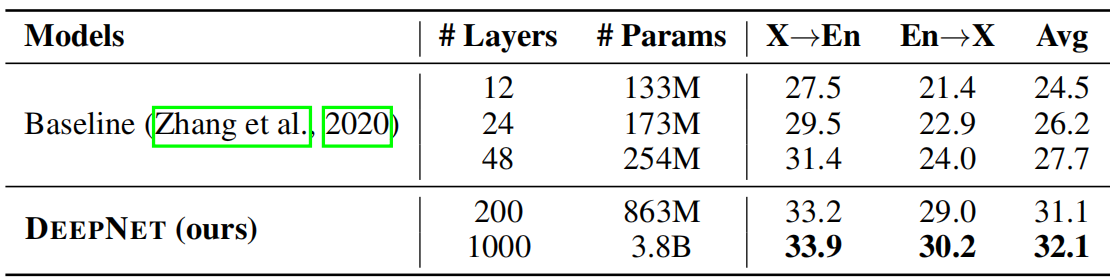 Models # Layers # Params X→En En→X Avg
12 133M 27.5 21.4 24.5
Baseline (Zhang et al., 2020) 24 173M 29.5 22.9 26.2
48 254M 31.4 24.0 27.7
DEEPNET (ours) 200 863M 33.2 29.0 31.1
1000 3.8B 33.9 30.2 32.1